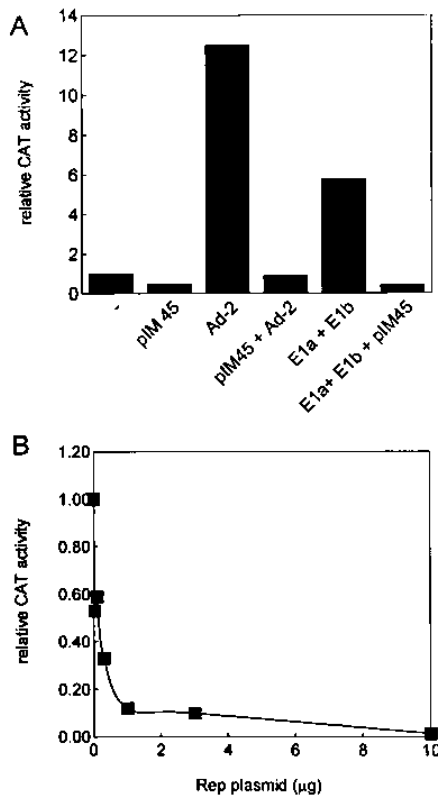 A
14
12
10
8
6
4
2
0
relative CAT activity
-
pIM 45
Ad-2
pIM45 + Ad-2
E1a + E1b
E1a+ E1b + pIM45
B
1.20
1.00
0.80
0.60
0.40
0.20
0.00
relative CAT activity
0 2 4 6 8 10
Rep plasmid (µg)